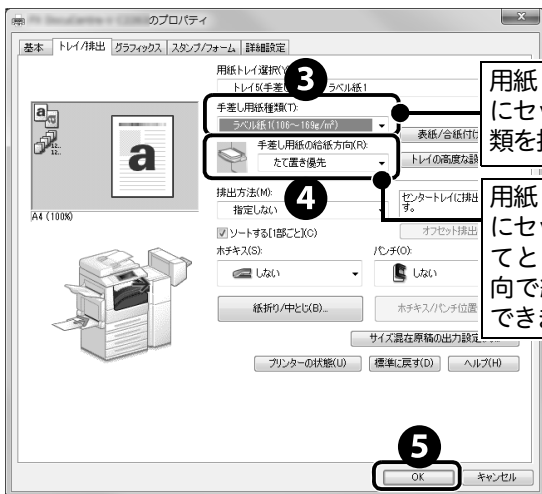 のプロパティ
基本 トレイ/排出 グラフィックス スタンプ/フォーム 詳細設定
用紙トレイ選択(Y)
トレイ5(手差し ラベル紙1
3
手差し用紙種類(T):
ラベル紙1(106～169g/m²)
表紙/合紙付け
手差し用紙の給紙方向(R):
たて置き優先
トレイの高度な設
4
排出方法(M):
指定しない
センタートレイに排出
す。
ソートする[1部ごと](C)
オフセット排出
ホチキス(S):
しない
パンチ(O):
しない
紙折り/中とじ(B)...
ホチキス/パンチ位置
サイズ混在原稿の出力設定
プリンターの状態(U)
標準に戻す(D)
ヘルプ(H)
A4 (100%)
a
a
12..
12..
用紙
にセッ
類を
用紙
にセッ
てと
向で
でき
5
OK
キャンセル